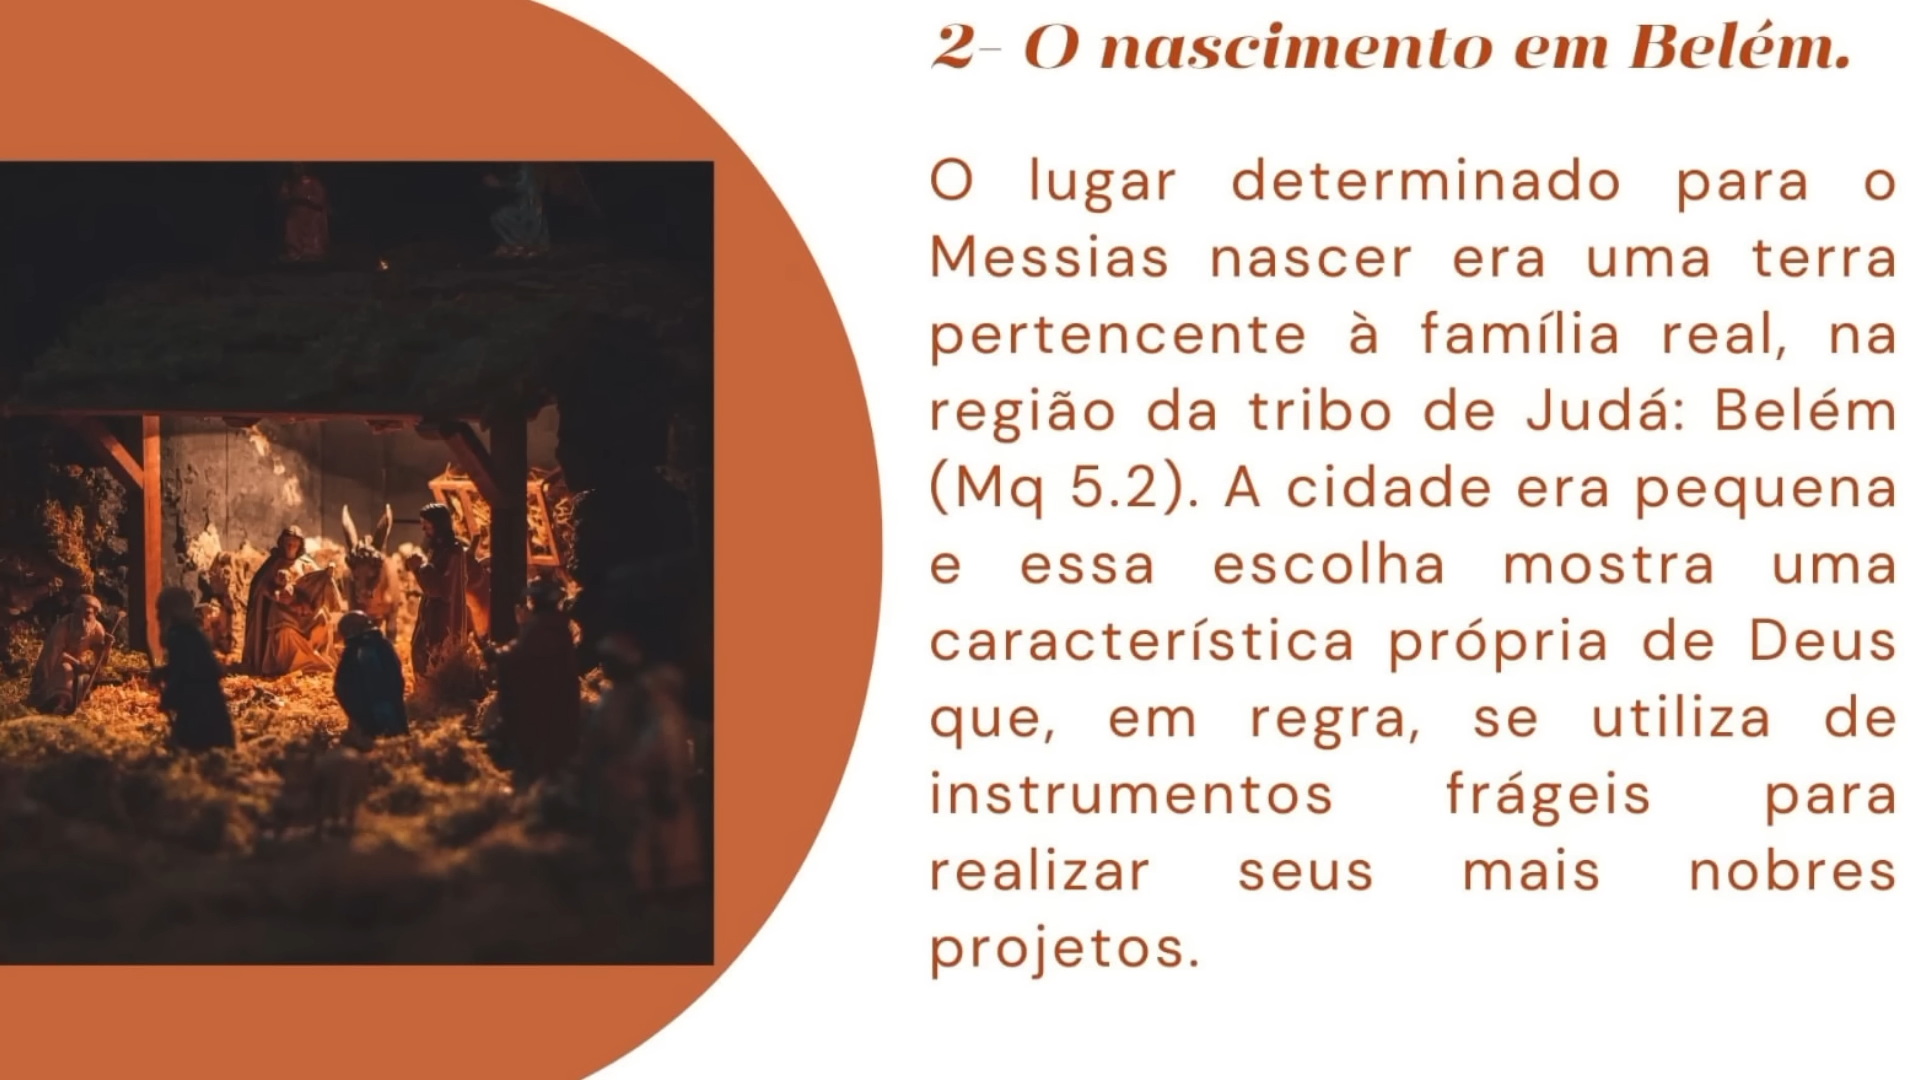 2- O nascimento em Belém.
O lugar determinado para o
Messias nascer era uma terra
pertencente à família real, na
região da tribo de Judá: Belém
(Mq 5.2). A cidade era pequena
e essa escolha mostra uma
característica própria de Deus
que, em regra, se utiliza de
instrumentos frágeis para
realizar seus mais nobres
projetos.